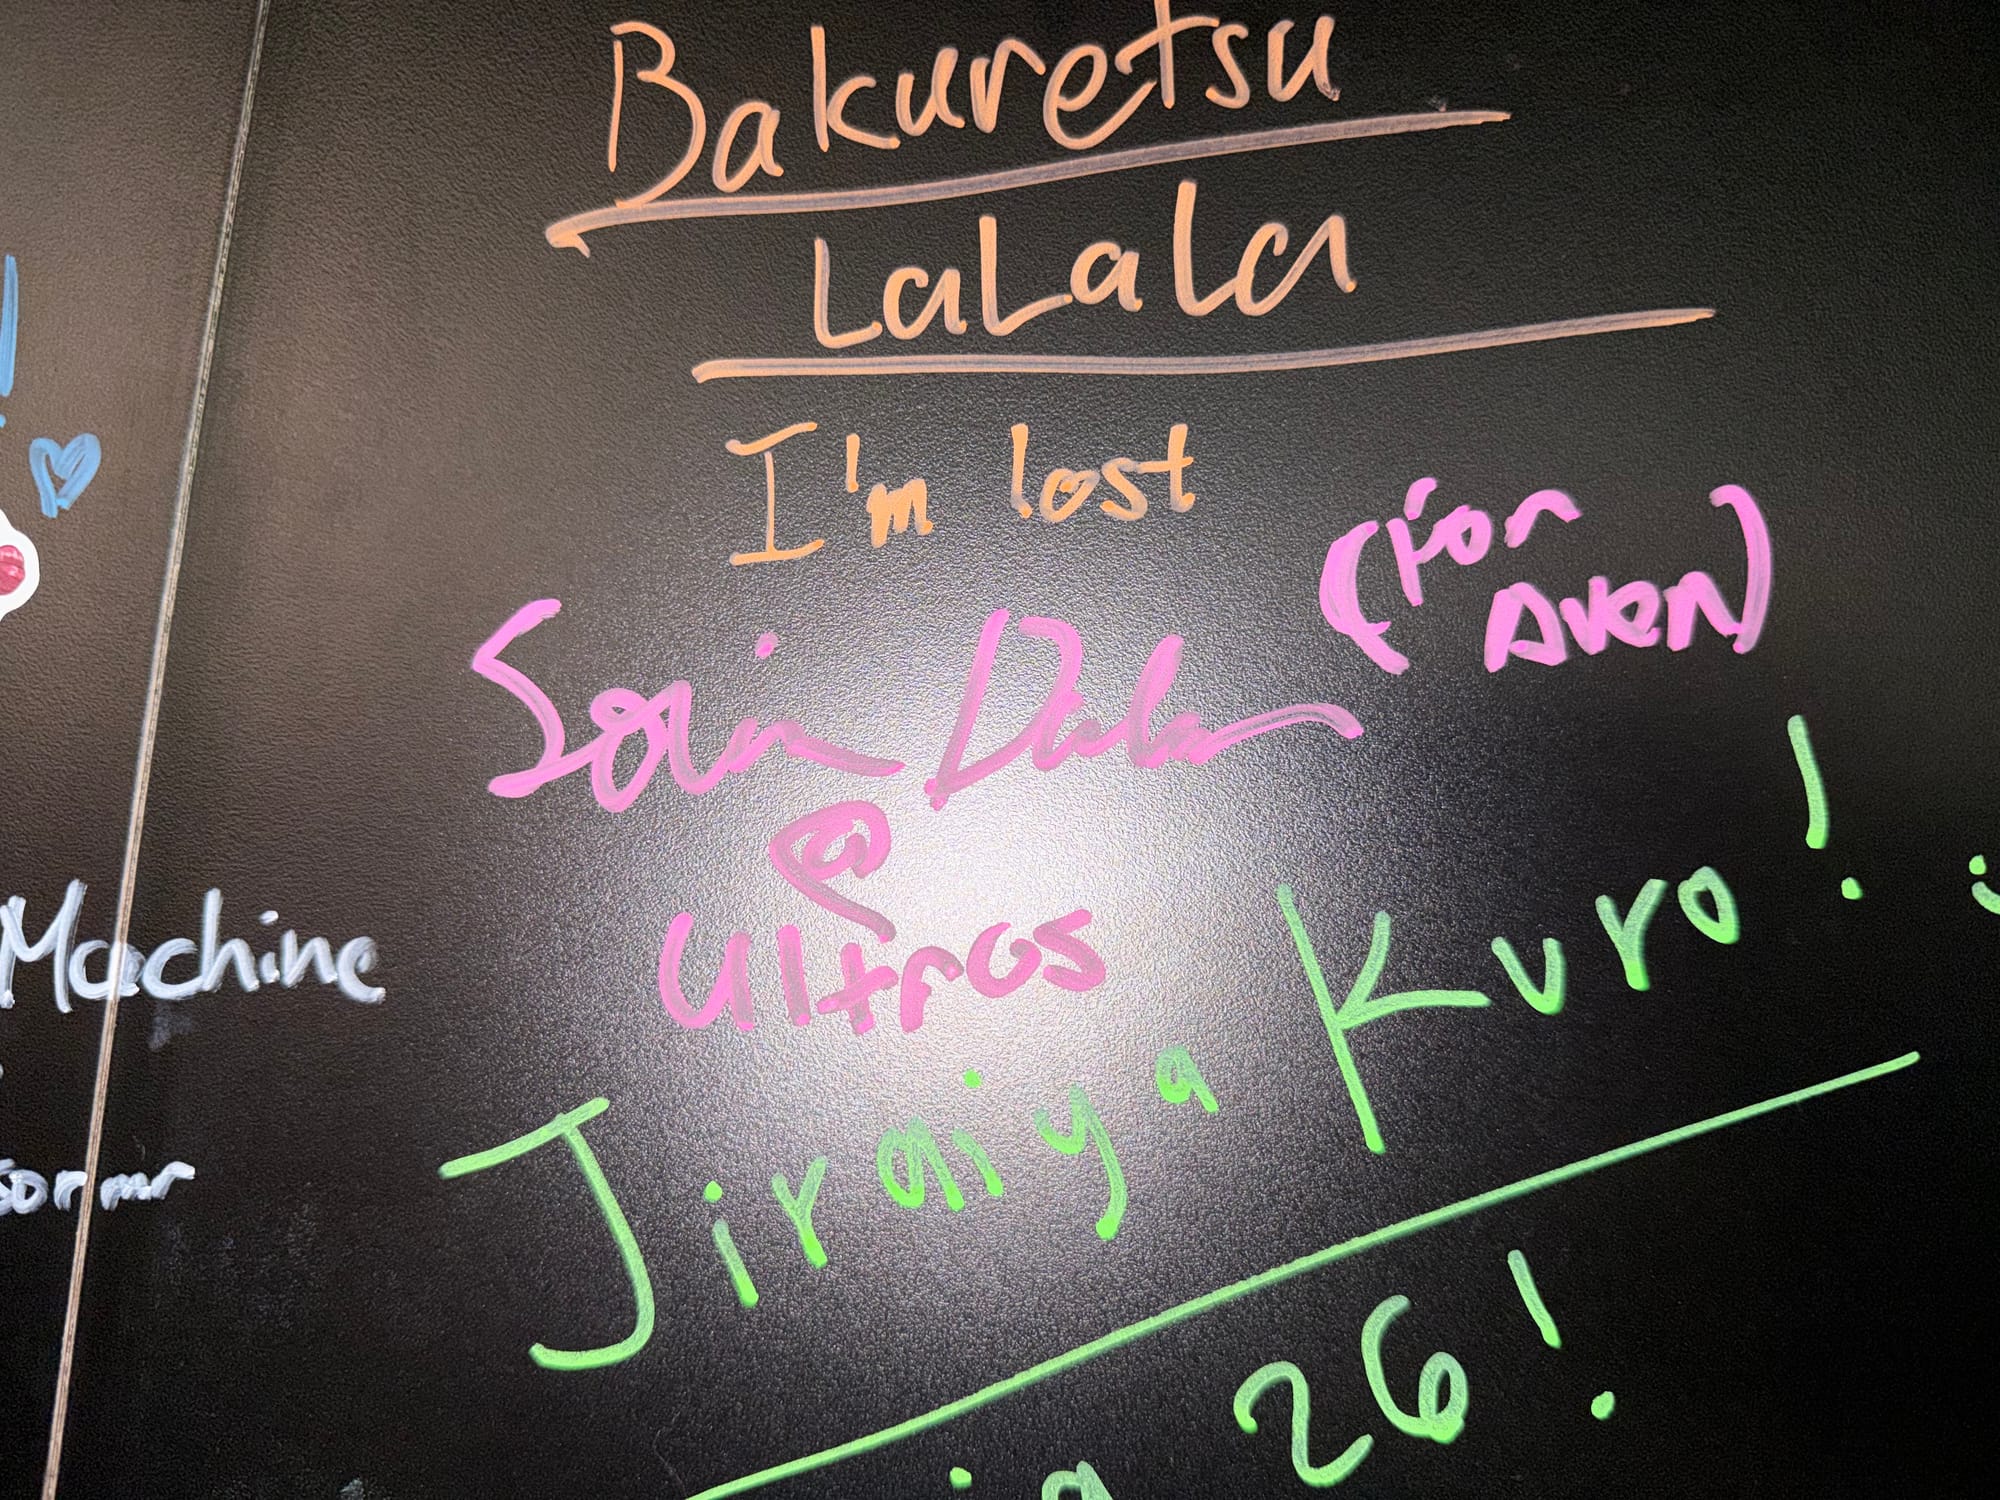 Bakuretsu
LaLaLa
I'm lost
(For
Aven)
@
Ultros
Jiraiya Kuro!
26!
Machine